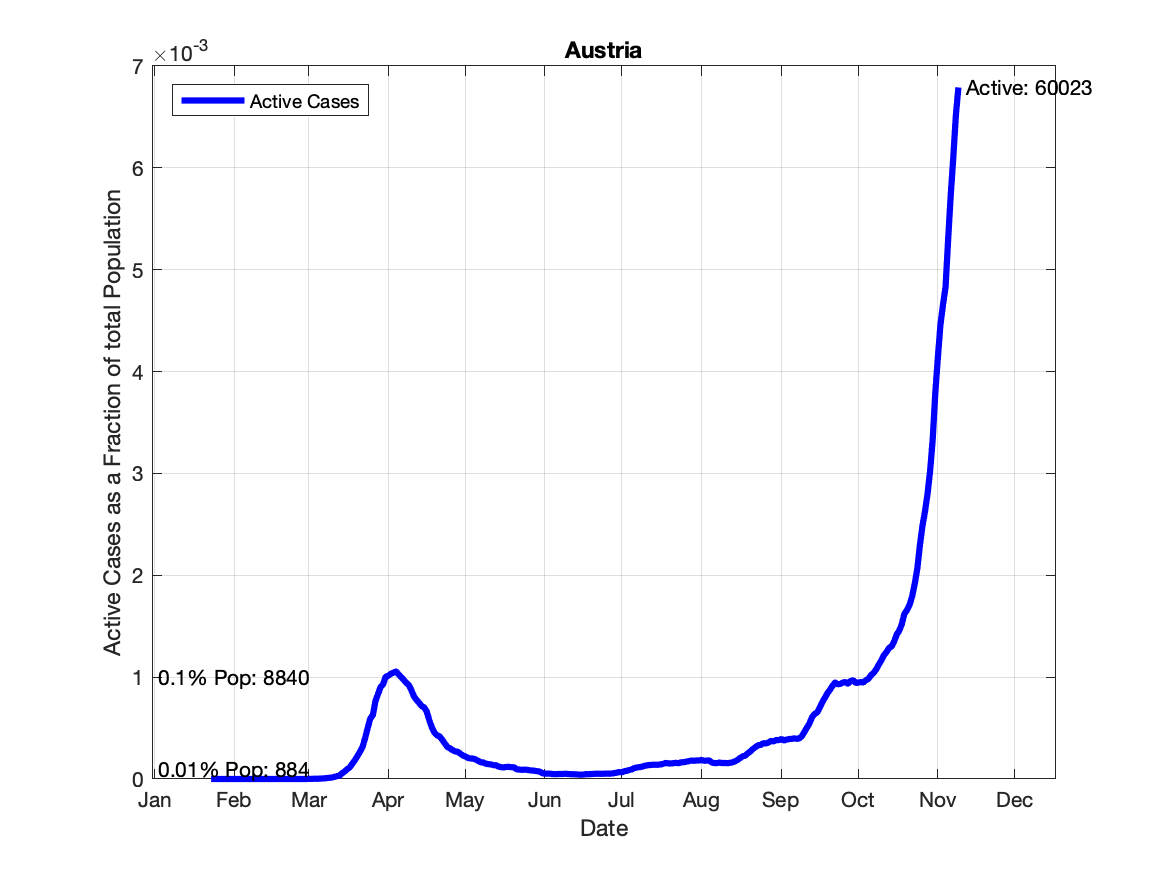 Austria
×10-3
7
6
5
4
3
2
1
0
Active Cases as a Fraction of total Population
Active Cases
Active: 60023
0.1% Pop: 8840
0.01% Pop: 884
Jan Feb Mar Apr May Jun Jul Aug Sep Oct Nov Dec
Date